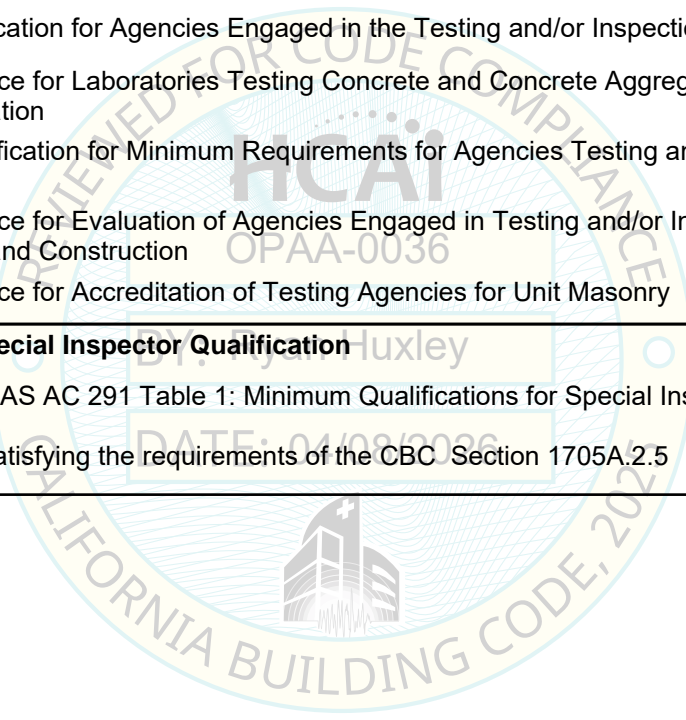 cation for Agencies Engaged in the Testing and/or Inspectio
ce for Laboratories Testing Concrete and Concrete Aggreg
tion
fication for Minimum Requirements for Agencies Testing an
ce for Evaluation of Agencies Engaged in Testing and/or In
nd Construction
ce for Accreditation of Testing Agencies for Unit Masonry
ecial Inspector Qualification
AS AC 291 Table 1: Minimum Qualifications for Special Ins
atisfying the requirements of the CBC Section 1705A.2.5
REVIEWED FOR CODE COMPLIANCE
HCAi
OPAA-0036
BY: Ryan Huxley
DATE: 04/08/2026
CALIFORNIA BUILDING CODE, 2025